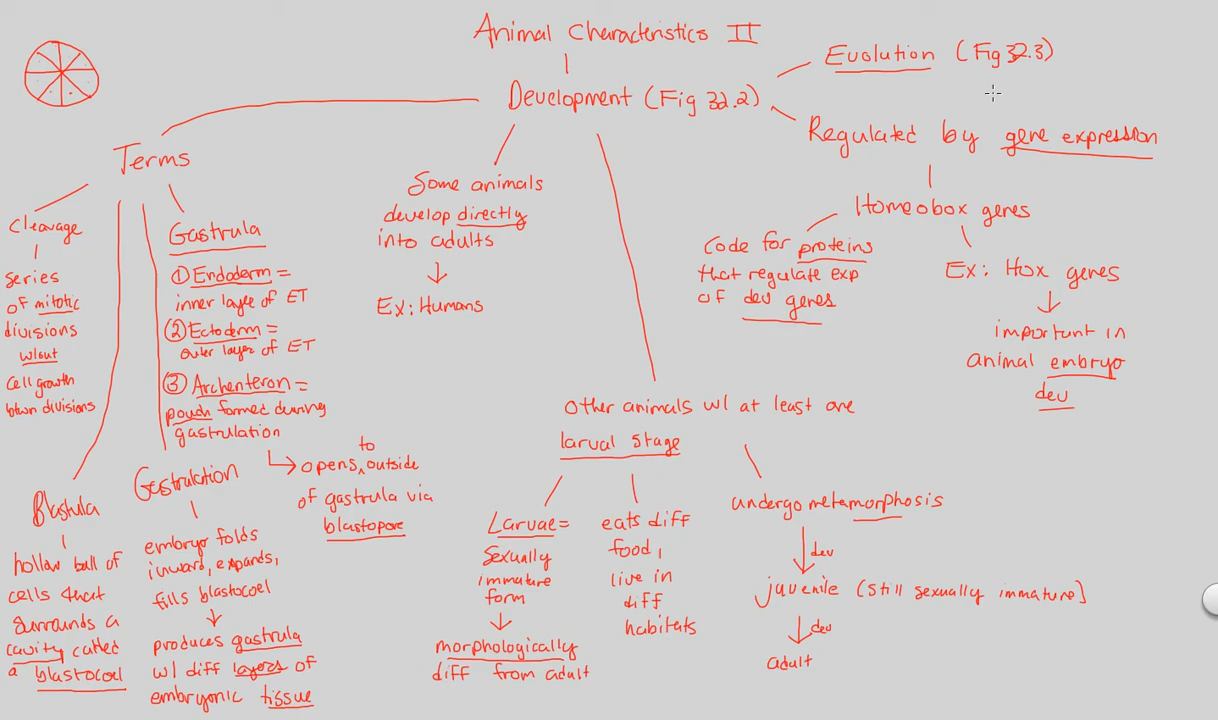 Animal Characteristics II
Development (Fig 32.2)
Evolution (Fig 32.3)
Regulated by gene expression
Homeobox genes
Code for proteins
that regulate exp
of dev genes
Ex: Hox genes
important in
animal embryo
dev
Terms
Cleavage
series
of mitotic
divisions
w/out
cell growth
btwn divisions
Gastrula
① Endoderm =
inner layer of ET
② Ectoderm =
outer layer of ET
③ Archenteron =
pouch formed during
gastrulation
to
opens ^ outside
of gastrula via
blastopore
Blastula
hollow ball of
cells that
surrounds a
cavity called
a blastocoel
Gastrulation
embryo folds
inward, expands,
fills blastocoel
produces gastrula
w/ diff layers of
embryonic tissue
Some animals
develop directly
into adults
Ex: Humans
Other animals w/ at least one
larval stage
Larvae =
sexually
immature
form
morphologically
diff from adult
eats diff
food,
live in
diff
habitats
undergo metamorphosis
dev
juvenile (still sexually immature)
dev
adult